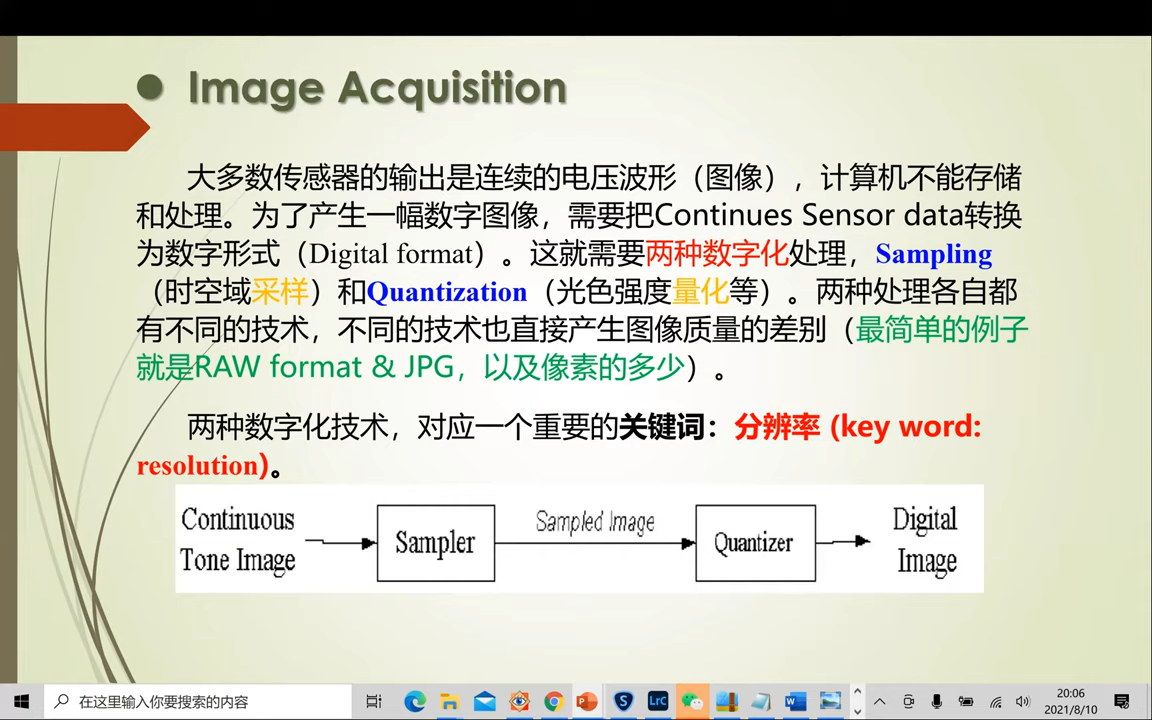 Image Acquisition
大多数传感器的输出是连续的电压波形（图像），计算机不能存储
和处理。为了产生一幅数字图像，需要把Continues Sensor data转换
为数字形式（Digital format）。这就需要两种数字化处理，Sampling
（时空域采样）和Quantization（光色强度量化等）。两种处理各自都
有不同的技术，不同的技术也直接产生图像质量的差别（最简单的例子
就是RAW format & JPG，以及像素的多少）。
两种数字化技术，对应一个重要的关键词：分辨率 (key word:
resolution)。
Continuous
Tone Image
Sampler
Sampled Image
Quantizer
Digital
Image
在这里输入你要搜索的内容
S
LrC
P
W
20:06
2021/8/10